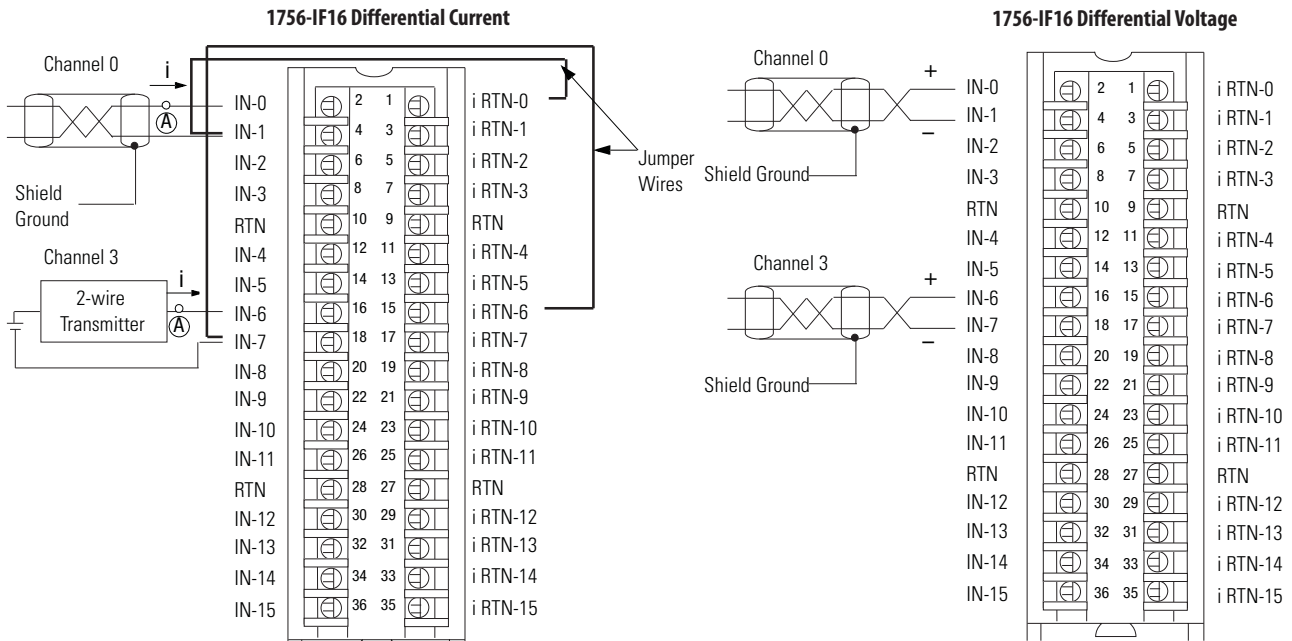 1756-IF16 Differential Current
Channel 0
i
A
Shield
Ground
Channel 3
i
2-wire
Transmitter
A
Jumper
Wires
IN-0 2 1 i RTN-0
IN-1 4 3 i RTN-1
IN-2 6 5 i RTN-2
IN-3 8 7 i RTN-3
RTN 10 9 RTN
IN-4 12 11 i RTN-4
IN-5 14 13 i RTN-5
IN-6 16 15 i RTN-6
IN-7 18 17 i RTN-7
IN-8 20 19 i RTN-8
IN-9 22 21 i RTN-9
IN-10 24 23 i RTN-10
IN-11 26 25 i RTN-11
RTN 28 27 RTN
IN-12 30 29 i RTN-12
IN-13 32 31 i RTN-13
IN-14 34 33 i RTN-14
IN-15 36 35 i RTN-15
1756-IF16 Differential Voltage
Channel 0
+
–
Shield Ground
Channel 3
+
–
Shield Ground
IN-0 2 1 i RTN-0
IN-1 4 3 i RTN-1
IN-2 6 5 i RTN-2
IN-3 8 7 i RTN-3
RTN 10 9 RTN
IN-4 12 11 i RTN-4
IN-5 14 13 i RTN-5
IN-6 16 15 i RTN-6
IN-7 18 17 i RTN-7
IN-8 20 19 i RTN-8
IN-9 22 21 i RTN-9
IN-10 24 23 i RTN-10
IN-11 26 25 i RTN-11
RTN 28 27 RTN
IN-12 30 29 i RTN-12
IN-13 32 31 i RTN-13
IN-14 34 33 i RTN-14
IN-15 36 35 i RTN-15